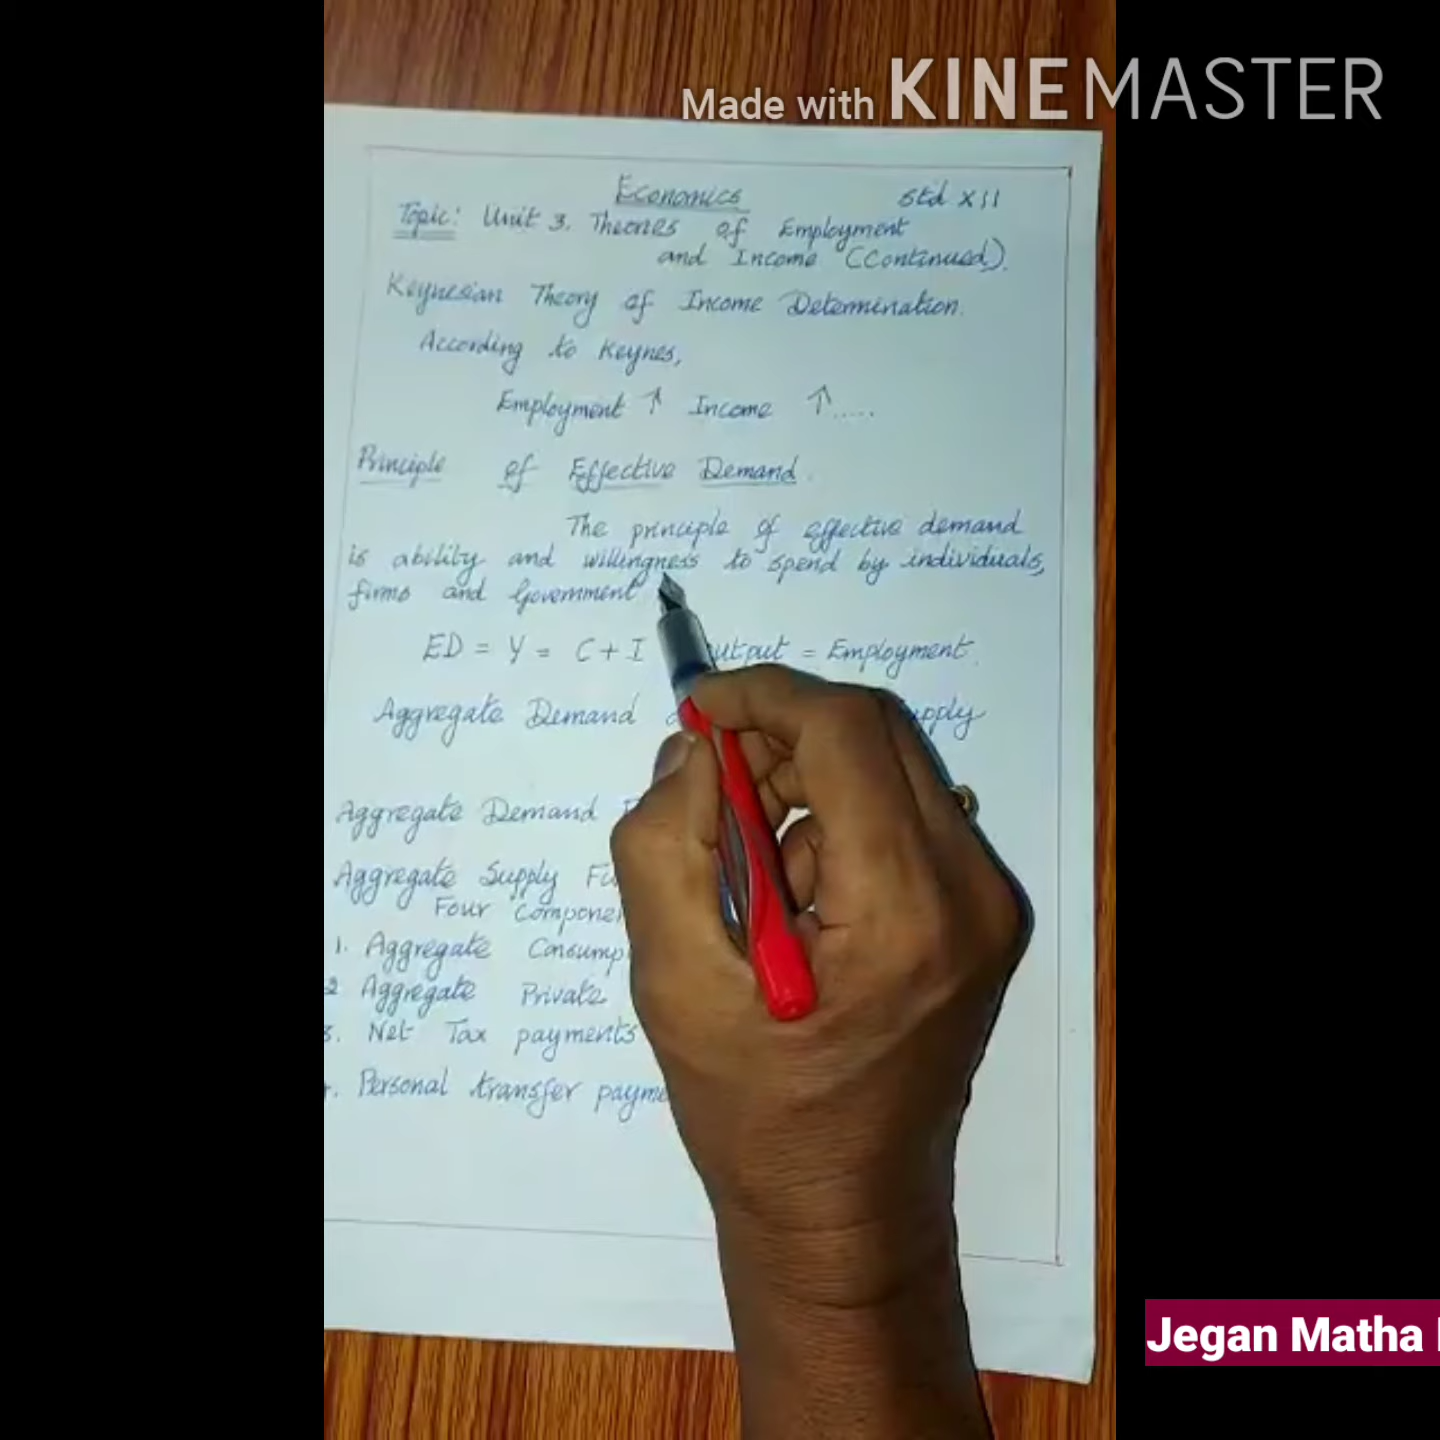 Made with KINEMASTER
Economics Std XII
Topic: Unit 3. Theories of Employment
and Income (Continued).
Keynesian Theory of Income Determination.
According to Keynes,
Employment ↑ Income ↑.....
Principle of Effective Demand.
The principle of effective demand
is ability and willingness to spend by individuals,
firms and Government
ED = Y = C + I = Employment.
Aggregate Demand
Aggregate Demand
Aggregate Supply
Four
1. Aggregate
2 Aggregate Private
3. Net Tax payments
Personal transfer
Jegan Matha